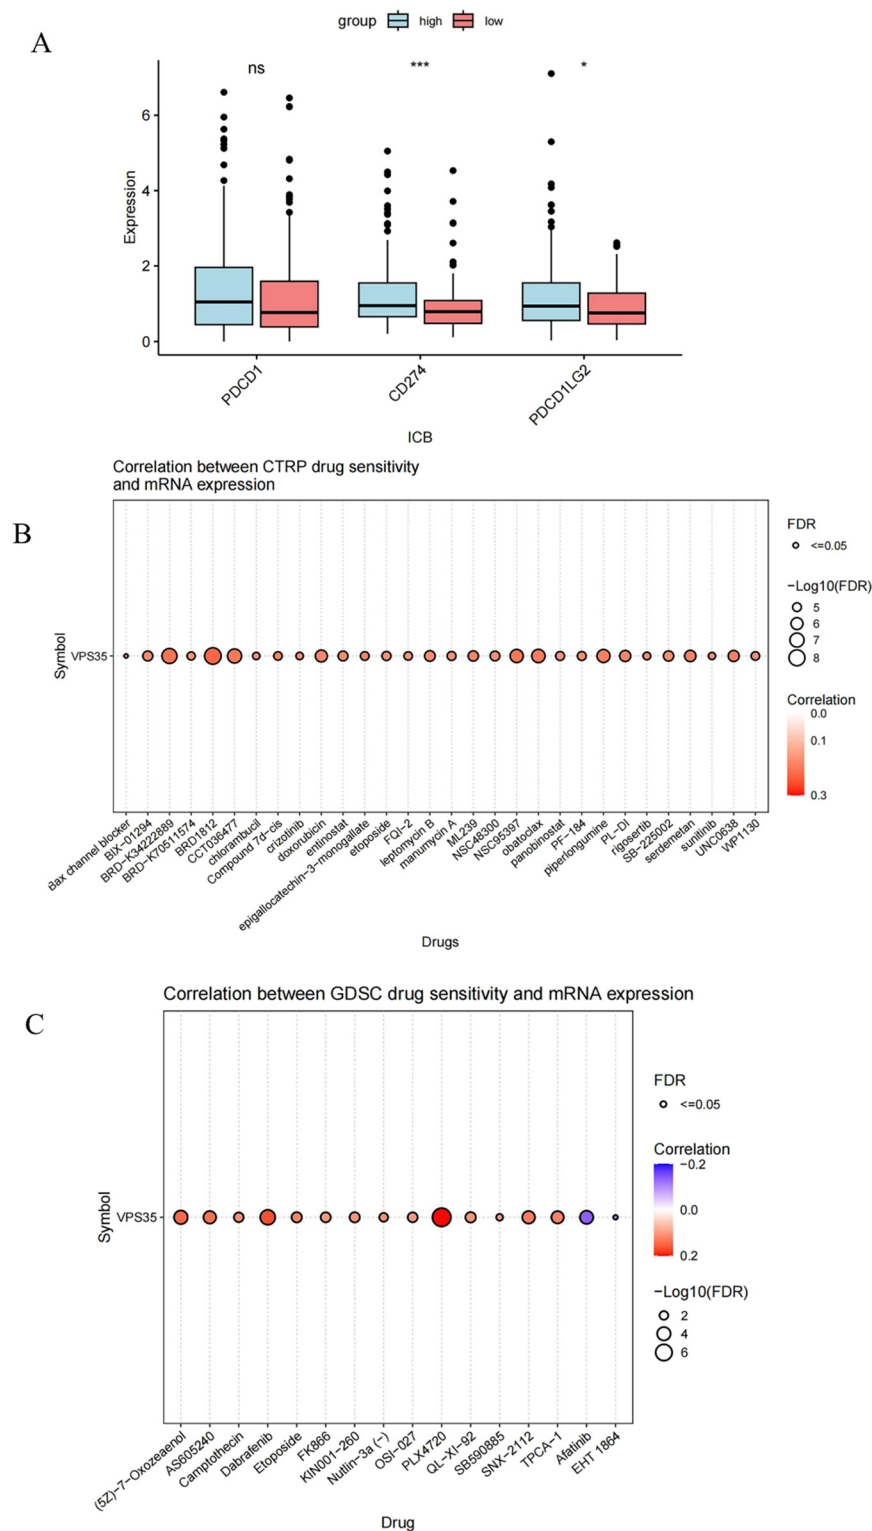 group high low
A
ns *** *
Expression
6
4
2
0
PDCD1
CD274
PDCD1LG2
ICB
Correlation between CTRP drug sensitivity
and mRNA expression
B
Symbol
VPS35
FDR
<=0.05
−Log10(FDR)
5
6
7
8
Correlation
0.0
0.1
0.3
Bax channel blocker
BIX−01294
BRD−K34222889
BRD−K70511574
BRD1812
CCT036477
chlorambucil
Compound 7d−cis
crizotinib
doxorubicin
entinostat
epigallocatechin−3−monogallate
etoposide
FQI−2
leptomycin B
manumycin A
ML239
NSC48300
NSC95397
obatoclax
panobinostat
PF−184
piperlongumine
PL−DI
rigosertib
SB−225002
serdemetan
sunitinib
UNC0638
WP1130
Drugs
Correlation between GDSC drug sensitivity and mRNA expression
C
Symbol
VPS35
FDR
<=0.05
Correlation
−0.2
0.0
0.2
−Log10(FDR)
2
4
6
(5Z)−7−Oxozeaenol
AS605240
Camptothecin
Dabrafenib
Etoposide
FK866
KIN001−260
Nutlin−3a (−)
OSI−027
PLX4720
QL−XI−92
SB590885
SNX−2112
TPCA−1
Afatinib
EHT 1864
Drug